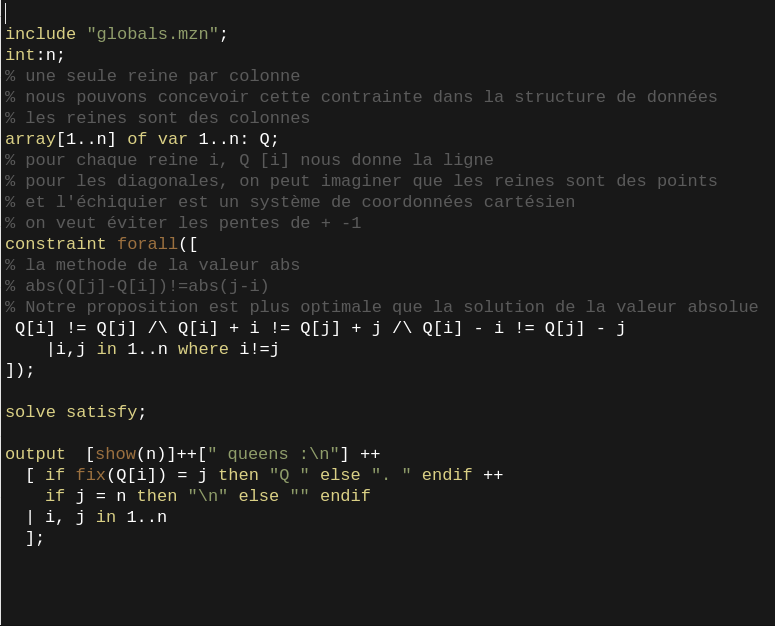 include "globals.mzn";
int:n;
% une seule reine par colonne
% nous pouvons concevoir cette contrainte dans la structure de données
% les reines sont des colonnes
array[1..n] of var 1..n: Q;
% pour chaque reine i, Q [i] nous donne la ligne
% pour les diagonales, on peut imaginer que les reines sont des points
% et l'échiquier est un système de coordonnées cartésien
% on veut éviter les pentes de + -1
constraint forall([
% la methode de la valeur abs
% abs(Q[j]-Q[i])!=abs(j-i)
% Notre proposition est plus optimale que la solution de la valeur absolue
 Q[i] != Q[j] /\ Q[i] + i != Q[j] + j /\ Q[i] - i != Q[j] - j
    |i,j in 1..n where i!=j
]);

solve satisfy;

output  [show(n)]++[" queens :\n"] ++
  [ if fix(Q[i]) = j then "Q " else ". " endif ++
    if j = n then "\n" else "" endif
  | i, j in 1..n
  ];